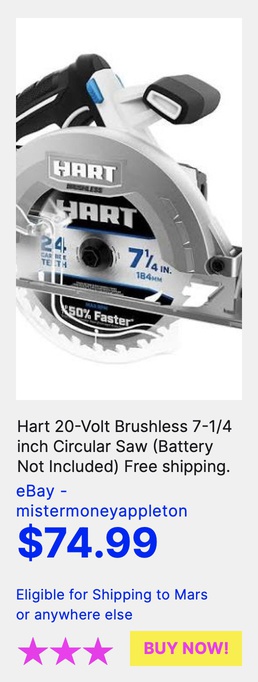 HART
BRUSHLESS
HART
24
CARBIDE
TEETH
7 1/4 IN.
184MM
*50% Faster*
Hart 20-Volt Brushless 7-1/4
inch Circular Saw (Battery
Not Included) Free shipping.
eBay -
mistermoneyappleton
$74.99
Eligible for Shipping to Mars
or anywhere else
BUY NOW!